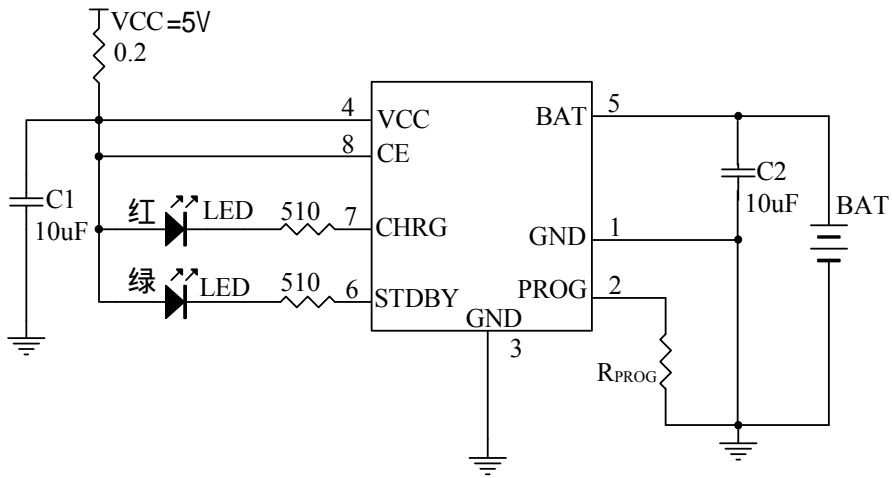 VCC=5V
0.2
4
VCC
8
CE
C1
10uF
红
LED
510
7
CHRG
绿
LED
510
6
STDBY
GND
3
BAT
5
GND
1
PROG
2
C2
10uF
BAT
RPROG